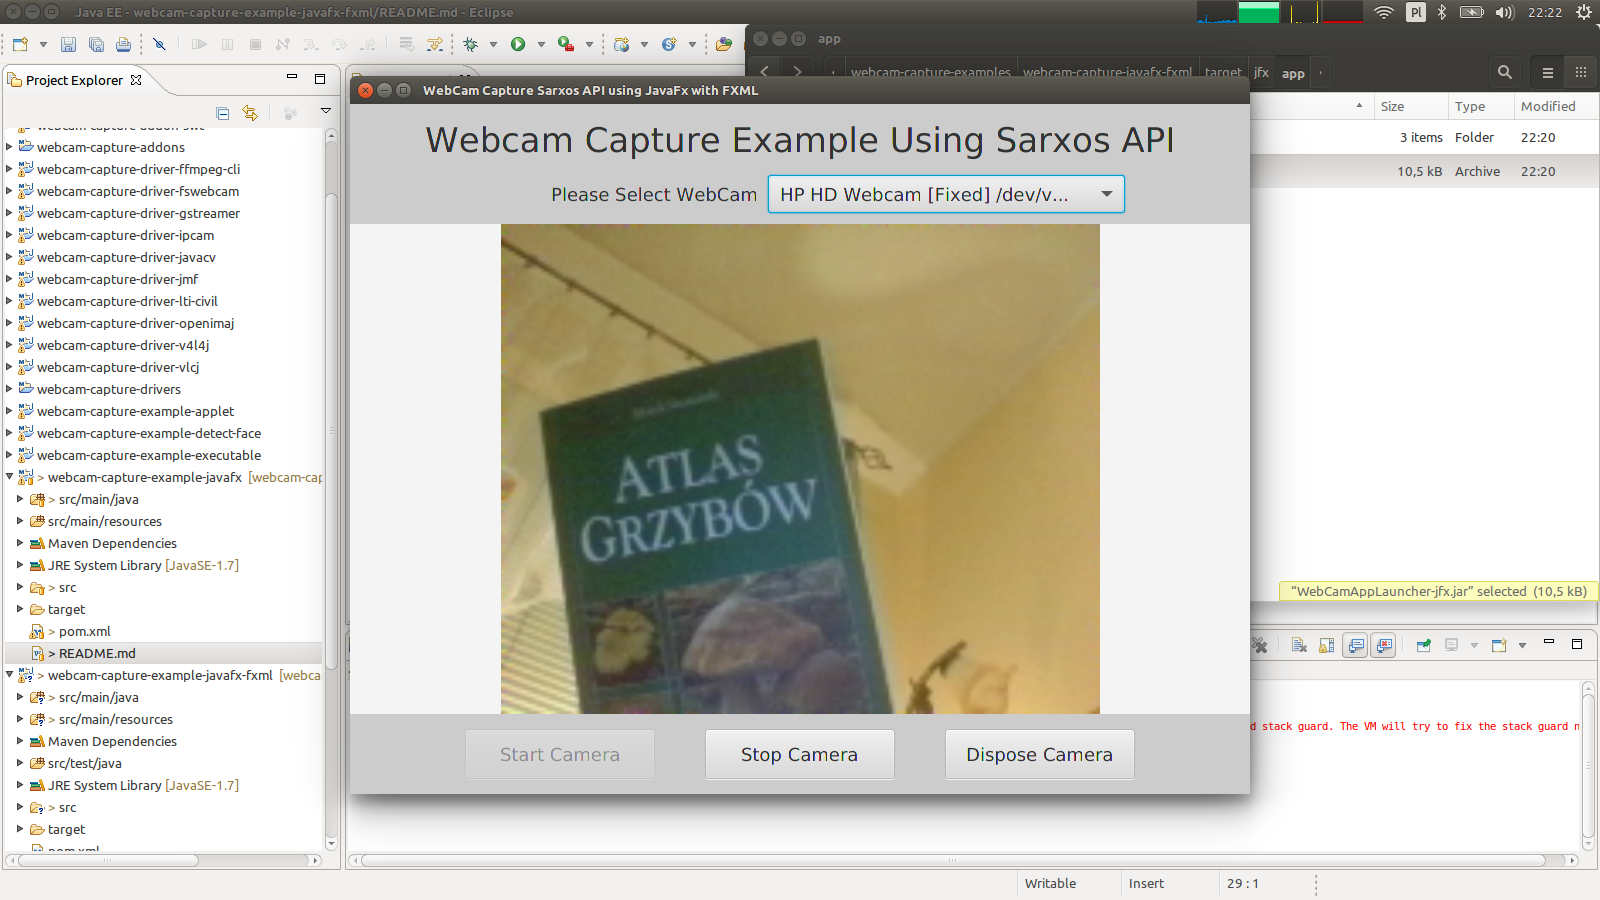 Java EE - webcam-capture-example-javafx-fxml/README.md - Eclipse
Pl
22:22
app
Project Explorer
webcam-capture-examples
webcam-capture-javafx-fxml
target
jfx
app
WebCam Capture Sarxos API using JavaFx with FXML
Size
Type
Modified
3 items
Folder
22:20
10,5 kB
Archive
22:20
Webcam Capture Example Using Sarxos API
Please Select WebCam
HP HD Webcam [Fixed] /dev/v...
ATLAS
GRZYBÓW
Start Camera
Stop Camera
Dispose Camera
webcam-capture-addon-swt
webcam-capture-addons
webcam-capture-driver-ffmpeg-cli
webcam-capture-driver-fswebcam
webcam-capture-driver-gstreamer
webcam-capture-driver-ipcam
webcam-capture-driver-javacv
webcam-capture-driver-jmf
webcam-capture-driver-lti-civil
webcam-capture-driver-openimaj
webcam-capture-driver-v4l4j
webcam-capture-driver-vlcj
webcam-capture-drivers
webcam-capture-example-applet
webcam-capture-example-detect-face
webcam-capture-example-executable
> webcam-capture-example-javafx [webcam-cap
> src/main/java
src/main/resources
Maven Dependencies
JRE System Library [JavaSE-1.7]
> src
target
> pom.xml
> README.md
> webcam-capture-example-javafx-fxml [webca
> src/main/java
> src/main/resources
Maven Dependencies
src/test/java
JRE System Library [JavaSE-1.7]
> src
target
pom.xml
“WebCamAppLauncher-jfx.jar” selected (10,5 kB)
d stack guard. The VM will try to fix the stack guard n
Writable
Insert
29 : 1